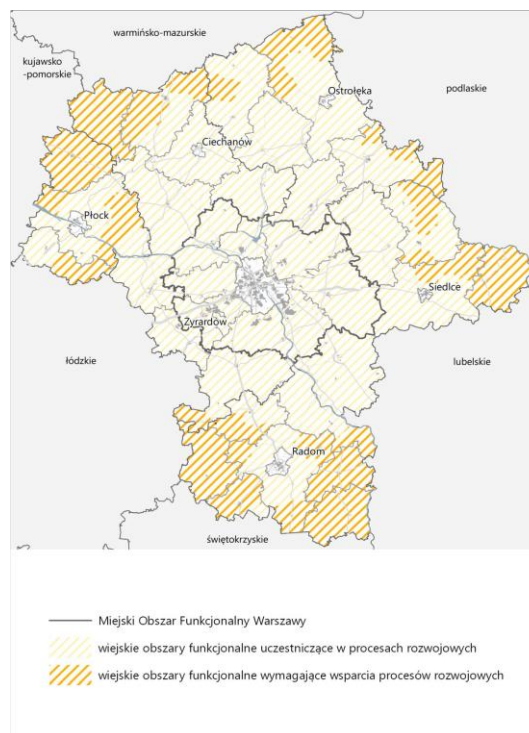 warmińsko-mazurskie
kujawsko
-pomorskie
podlaskie
Ostrołęka
Ciechanów
Płock
Siedlce
Żyrardów
łódzkie
lubelskie
Radom
świętokrzyskie
Miejski Obszar Funkcjonalny Warszawy
wiejskie obszary funkcjonalne uczestniczące w procesach rozwojowych
wiejskie obszary funkcjonalne wymagające wsparcia procesów rozwojowych